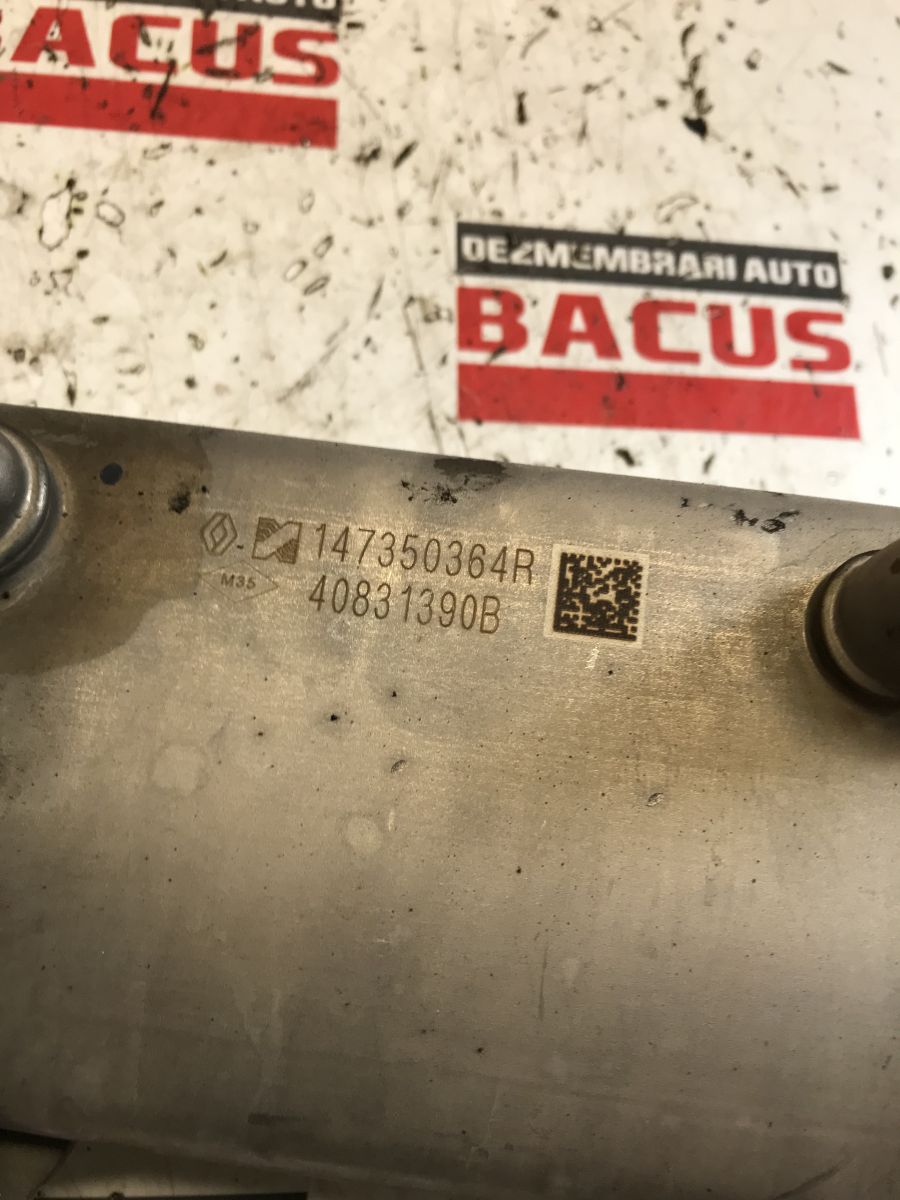 BACUS
DEZMEMBRARI AUTO
BACUS
147350364R
M35
40831390B